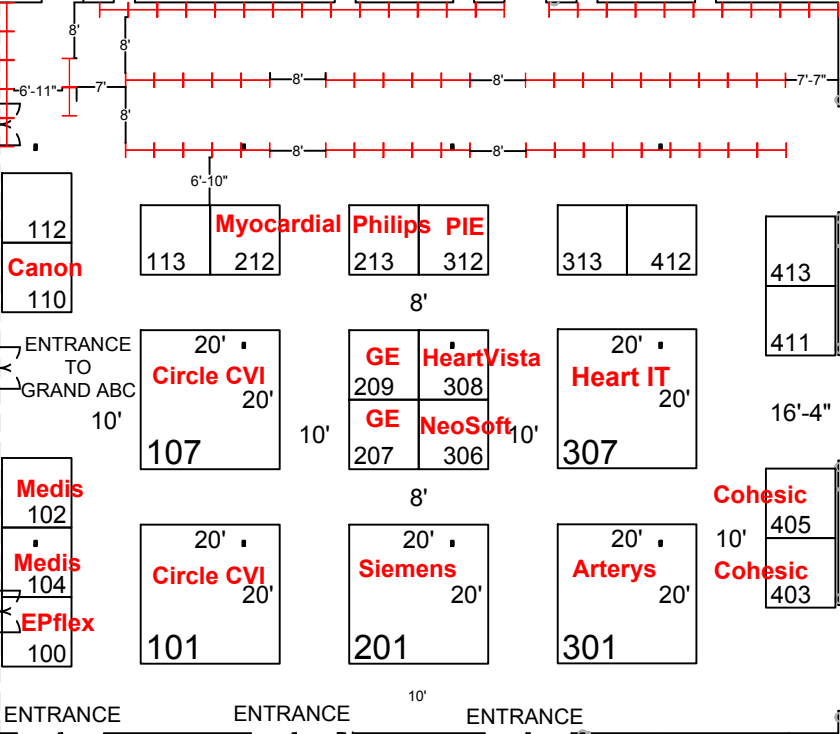 8'
8'
6'-11"
7'
8'
8'
7'-7"
8'
8'
8'
6'-10"
112
Canon
110
113
Myocardial
212
Philips
213
PIE
312
313
412
413
411
8'
ENTRANCE
TO
GRAND ABC
10'
20'
Circle CVI
20'
107
10'
GE
209
HeartVista
308
GE
207
NeoSoft
306
10'
20'
Heart IT
20'
307
16'-4"
8'
Medis
102
Medis
104
EPflex
100
20'
Circle CVI
20'
101
20'
Siemens
20'
201
20'
Arterys
20'
301
10'
Cohesic
405
Cohesic
403
10'
ENTRANCE
ENTRANCE
ENTRANCE